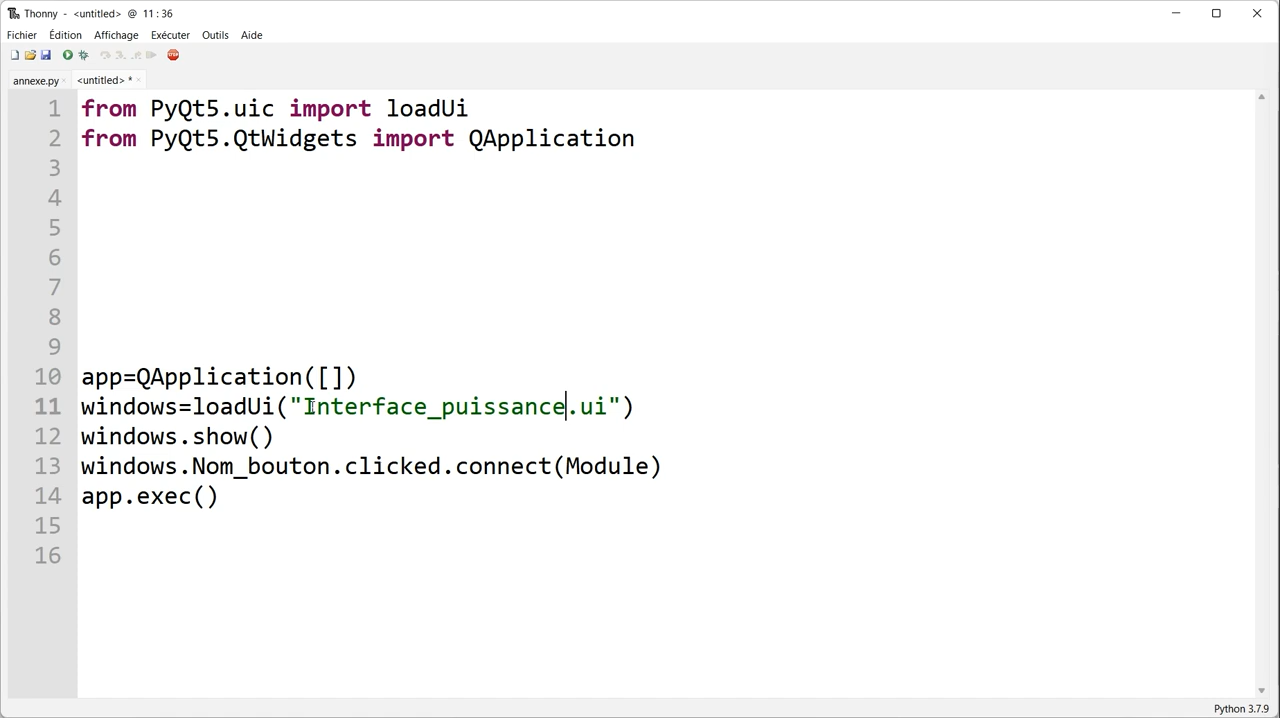 Thonny - <untitled> @ 11 : 36
Fichier Édition Affichage Exécuter Outils Aide
STOP
annexe.py × <untitled> * ×
1 from PyQt5.uic import loadUi
2 from PyQt5.QtWidgets import QApplication
3
4
5
6
7
8
9
10 app=QApplication([])
11 windows=loadUi("Interface_puissance.ui")
12 windows.show()
13 windows.Nom_bouton.clicked.connect(Module)
14 app.exec()
15
16
Python 3.7.9